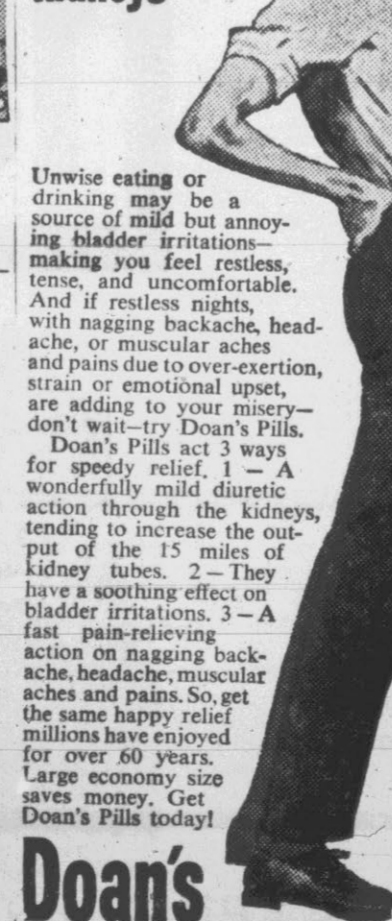 Unwise eating or
drinking may be a
source of mild but annoy-
ing bladder irritations—
making you feel restless,
tense, and uncomfortable.
And if restless nights,
with nagging backache, head-
ache, or muscular aches
and pains due to over-exertion,
strain or emotional upset,
are adding to your misery—
don't wait—try Doan's Pills.
Doan's Pills act 3 ways
for speedy relief. 1 — A
wonderfully mild diuretic
action through the kidneys,
tending to increase the out-
put of the 15 miles of
kidney tubes. 2 — They
have a soothing effect on
bladder irritations. 3 — A
fast pain-relieving
action on nagging back-
ache, headache, muscular
aches and pains. So, get
the same happy relief
millions have enjoyed
for over 60 years.
Large economy size
saves money. Get
Doan's Pills today!
Doan's